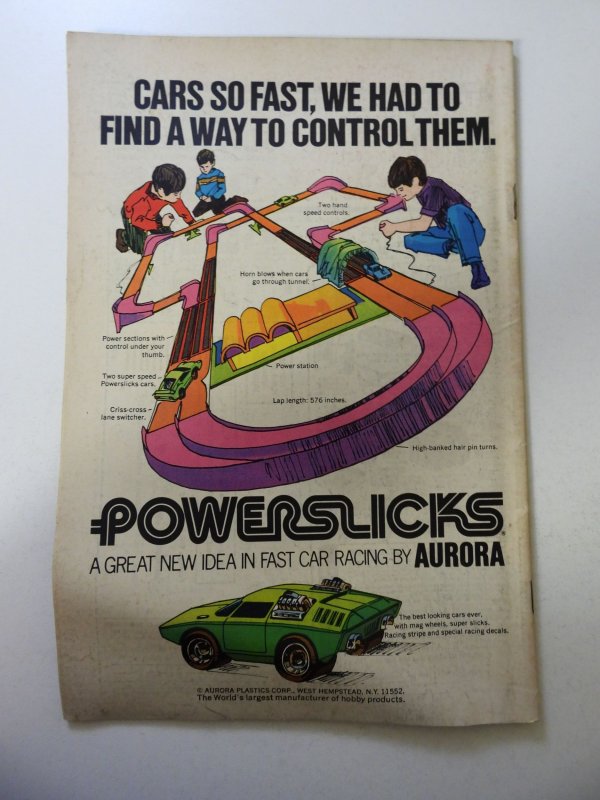 CARS SO FAST, WE HAD TO
FIND A WAY TO CONTROL THEM.
Two hand
speed controls.
Horn blows when cars
go through tunnel.
Power sections with
control under your
thumb.
Power station
Two super speed
Powerslicks cars.
Lap length: 576 inches.
Criss-cross
lane switcher.
High-banked hair pin turns.
POWERSLICKS
A GREAT NEW IDEA IN FAST CAR RACING BY AURORA
The best looking cars ever,
with mag wheels, super slicks.
Racing stripe and special racing decals.
© AURORA PLASTICS CORP., WEST HEMPSTEAD, N.Y. 11552.
The World's largest manufacturer of hobby products.